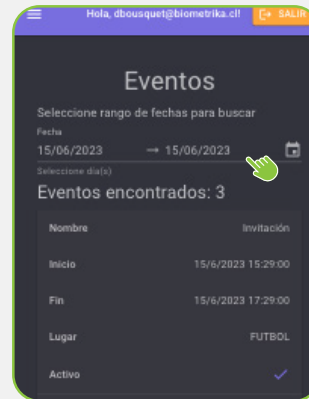 Hola, dbousquet@biometrika.cl! SALIR
Eventos
Seleccione rango de fechas para buscar
Fecha
15/06/2023 → 15/06/2023
Seleccione día(s)
Eventos encontrados: 3
Nombre Invitación
Inicio 15/6/2023 15:29:00
Fin 15/6/2023 17:29:00
Lugar FUTBOL
Activo